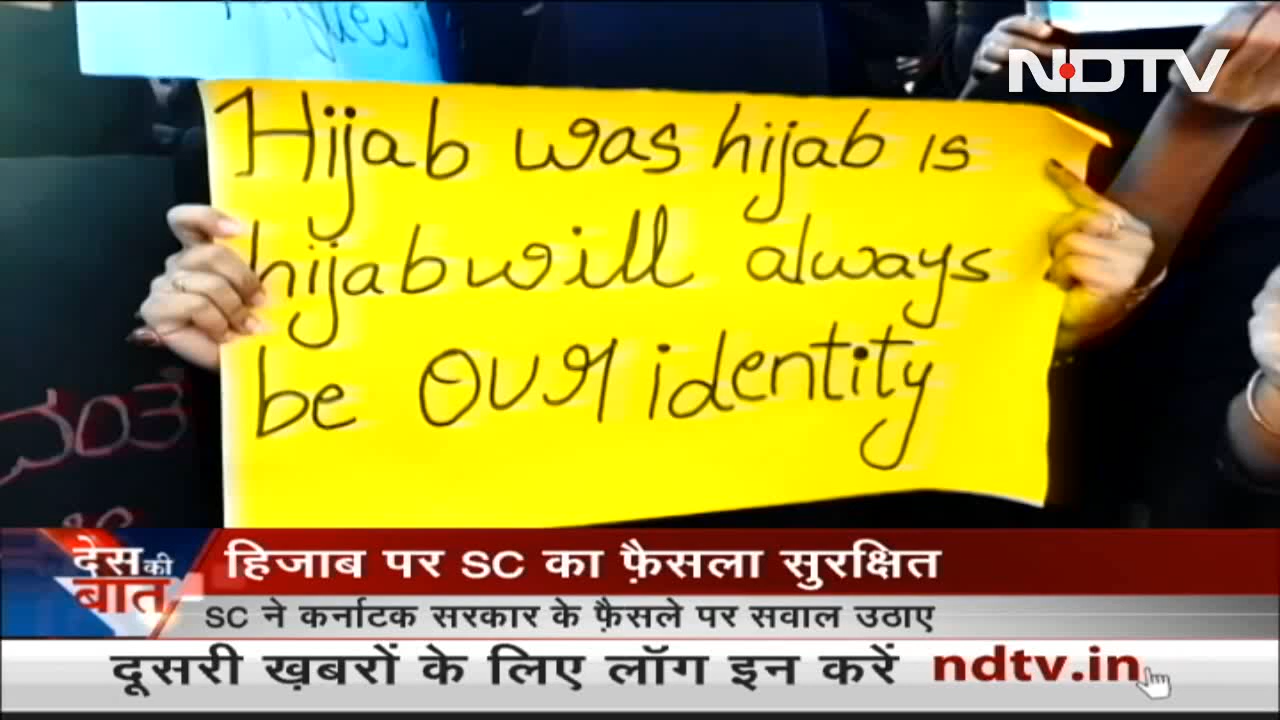 NDTV
Hijab was hijab is
hijab will always
be our identity
देस की
बात
हिजाब पर SC का फ़ैसला सुरक्षित
SC ने कर्नाटक सरकार के फ़ैसले पर सवाल उठाए
दूसरी ख़बरों के लिए लॉग इन करें ndtv.in